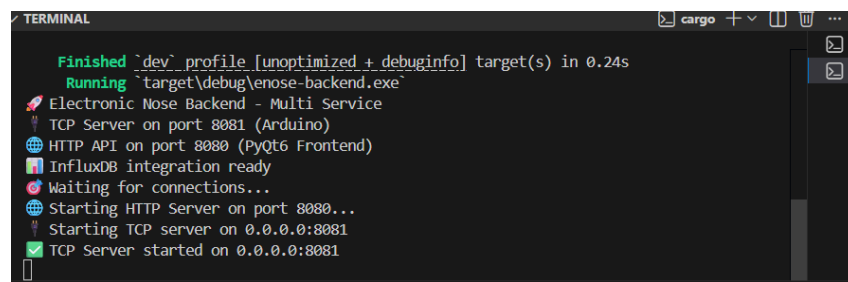 TERMINAL
cargo
Finished `dev` profile [unoptimized + debuginfo] target(s) in 0.24s
Running `target\debug\enose-backend.exe`
🚀 Electronic Nose Backend - Multi Service
🔌 TCP Server on port 8081 (Arduino)
🌐 HTTP API on port 8080 (PyQt6 Frontend)
📊 InfluxDB integration ready
🎯 Waiting for connections...
🌐 Starting HTTP Server on port 8080...
🔌 Starting TCP server on 0.0.0.0:8081
✅ TCP Server started on 0.0.0.0:8081